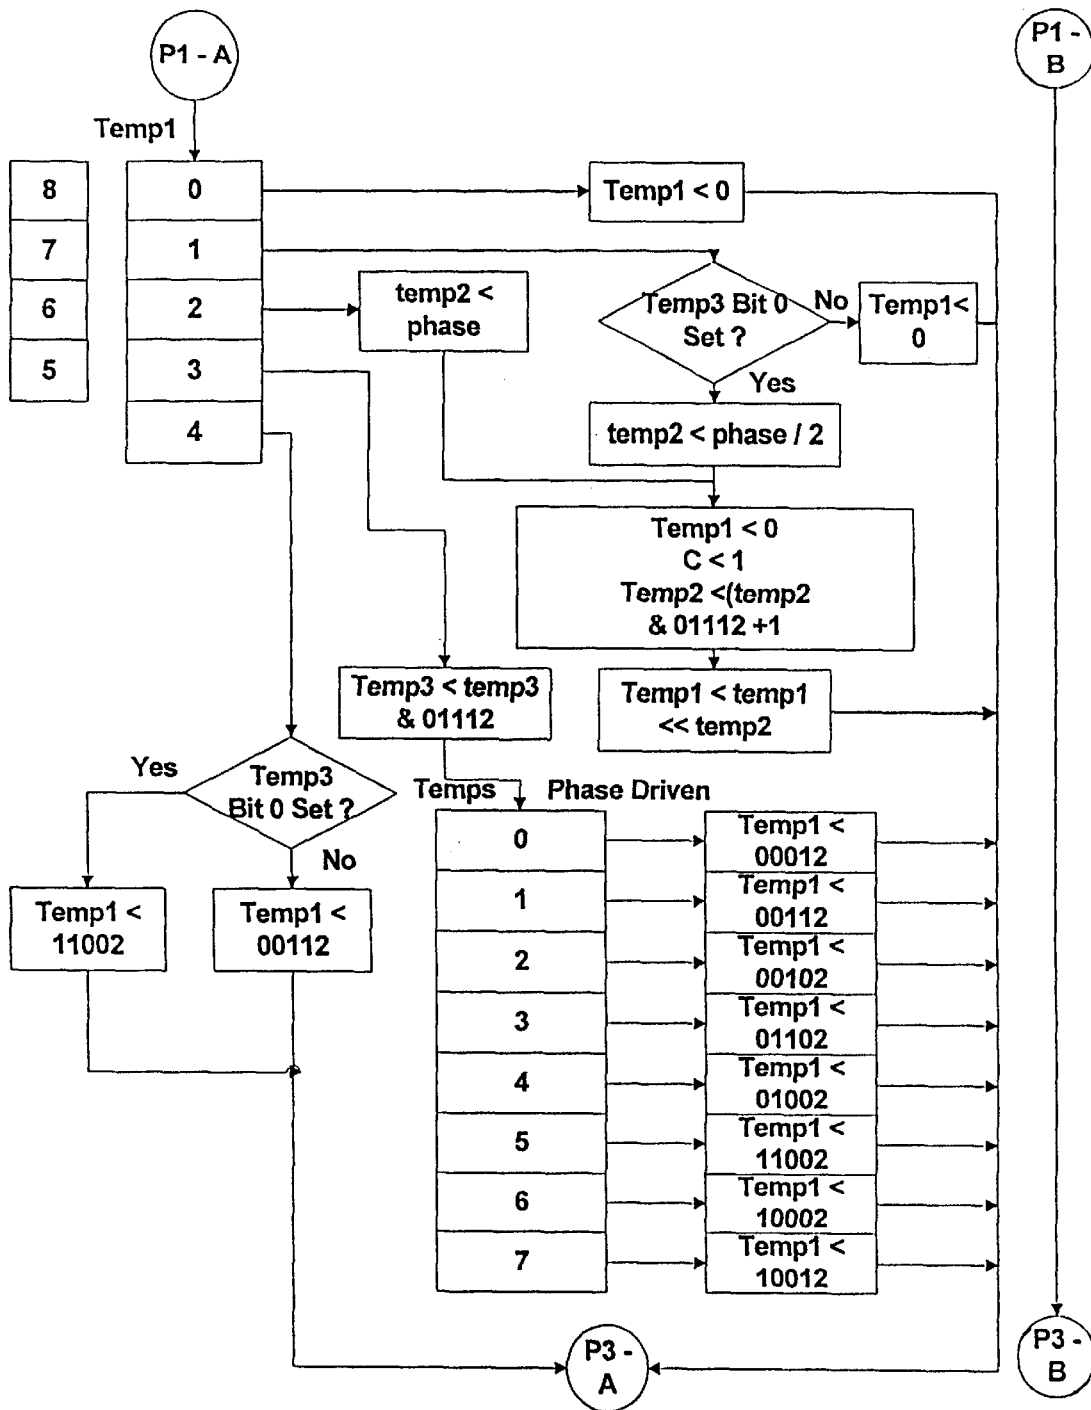 P1 - A
P1 -
B
Temp1
8
7
6
5
0
1
2
3
4
Temp1 < 0
temp2 <
phase
Temp3 Bit 0
Set ?
No
Temp1<
0
Yes
temp2 < phase / 2
Temp1 < 0
C < 1
Temp2 <(temp2
& 01112 +1
Temp3 < temp3
& 01112
Temp1 < temp1
<< temp2
Yes
Temp3
Bit 0 Set ?
No
Temp1 <
11002
Temp1 <
00112
Temps
Phase Driven
0
Temp1 <
00012
1
Temp1 <
00112
2
Temp1 <
00102
3
Temp1 <
01102
4
Temp1 <
01002
5
Temp1 <
11002
6
Temp1 <
10002
7
Temp1 <
10012
P3 -
A
P3 -
B